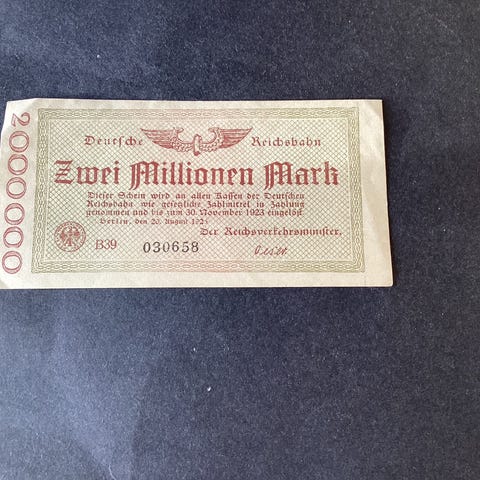 2000000
Deutsche Reichsbahn
Zwei Millionen Mark
Dieser Schein wird an allen Kassen der Deutschen
Reichsbahn wie gesetzliche Zahlmittel in Zahlung
genommen und bis zum 30. November 1923 eingelöst.
Berlin, den 20. August 1923
Der Reichsverkehrsminister.
B39 030658 Oeser